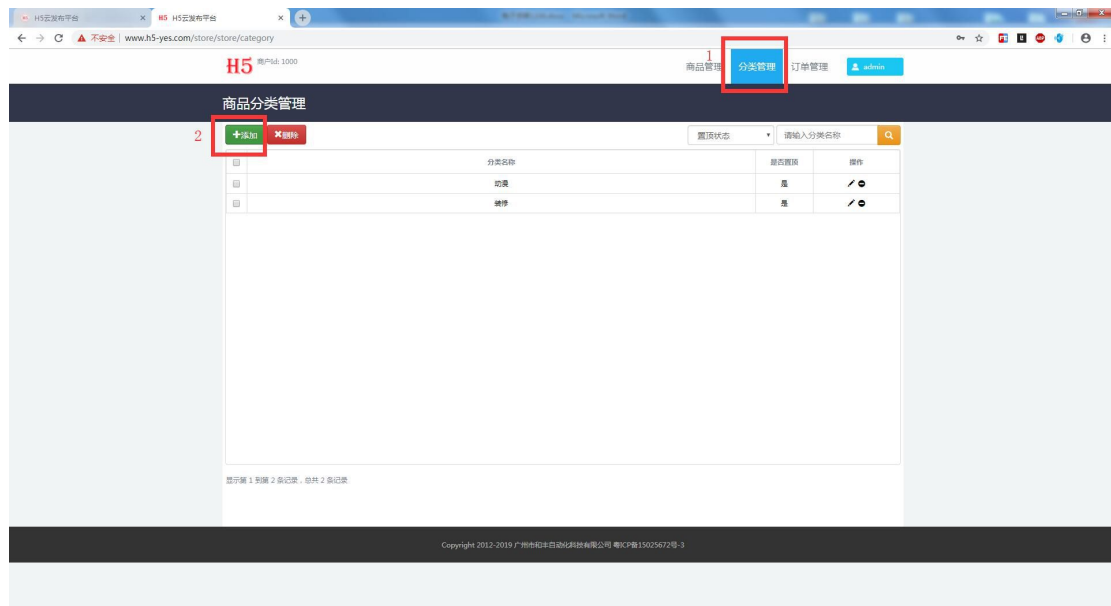 H5云发布平台 H5 H5云发布平台
不安全 | www.h5-yes.com/store/store/category
H5 商户Id: 1000 商品管理 1 分类管理 订单管理 admin
商品分类管理
2 添加 删除 置顶状态 请输入分类名称
分类名称 是否置顶 操作
动漫 是
装修 是
显示第 1 到第 2 条记录，总共 2 条记录
Copyright 2012-2019 广州市和丰自动化科技有限公司 粤ICP备15025672号-3